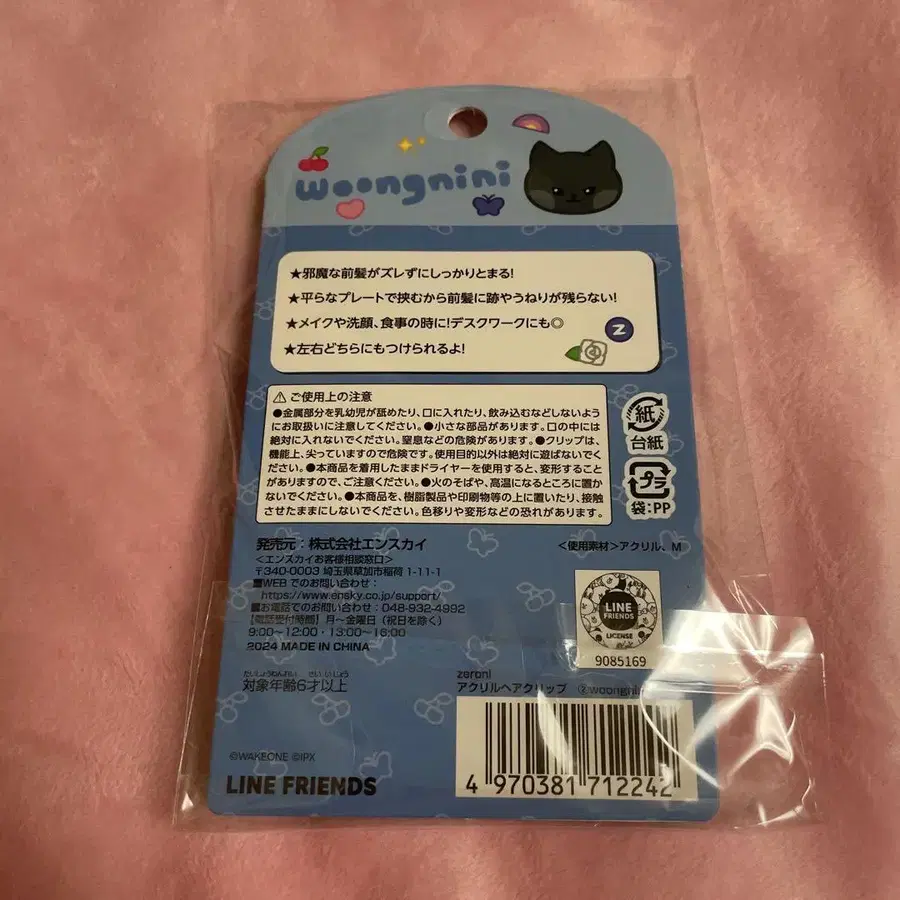 woongnini
★邪魔な前髪がズレずにしっかりとまる!
★平らなプレートで挟むから前髪に跡やうねりが残らない!
★メイクや洗顔、食事の時に!デスクワークにも◎
★左右どちらにもつけられるよ!
Z
⚠ご使用上の注意
●金属部分を乳幼児が舐めたり、口に入れたり、飲み込むなどしないよう
にお取扱いに注意してください。●小さな部品があります。口の中には
絶対に入れないでください。窒息などの危険があります。●クリップは、
機能上、尖っていますので危険です。使用目的以外は絶対に遊ばないでくだ
さい。●本商品を着用したままドライヤーを使用すると、変形すること
がありますので、ご注意ください。●火のそばや、高温になるところに置か
ないでください。●本商品を、樹脂製品や印刷物等の上に置いたり、接触
させたままにしないでください。色移りや変形などの恐れがあります。
紙
台紙
プラ
袋:PP
発売元:株式会社エンスカイ
<エンスカイお客様相談窓口>
〒340-0003 埼玉県草加市稲荷 1-11-1
■WEBでのお問い合わせ:
https://www.ensky.co.jp/support/
■お電話でのお問い合わせ:048-932-4992
【電話受付時間】月~金曜日(祝日を除く)
9:00~12:00・13:00~16:00
2024 MADE IN CHINA
<使用素材>アクリル、M
LINE
FRIENDS
LICENSE
9085169
たいしょうねんれい さい いじょう
対象年齢6才以上
zeroni
アクリルヘアクリップ ②woongni
4 970381 712242
©WAKEONE ©IPX
LINE FRIENDS